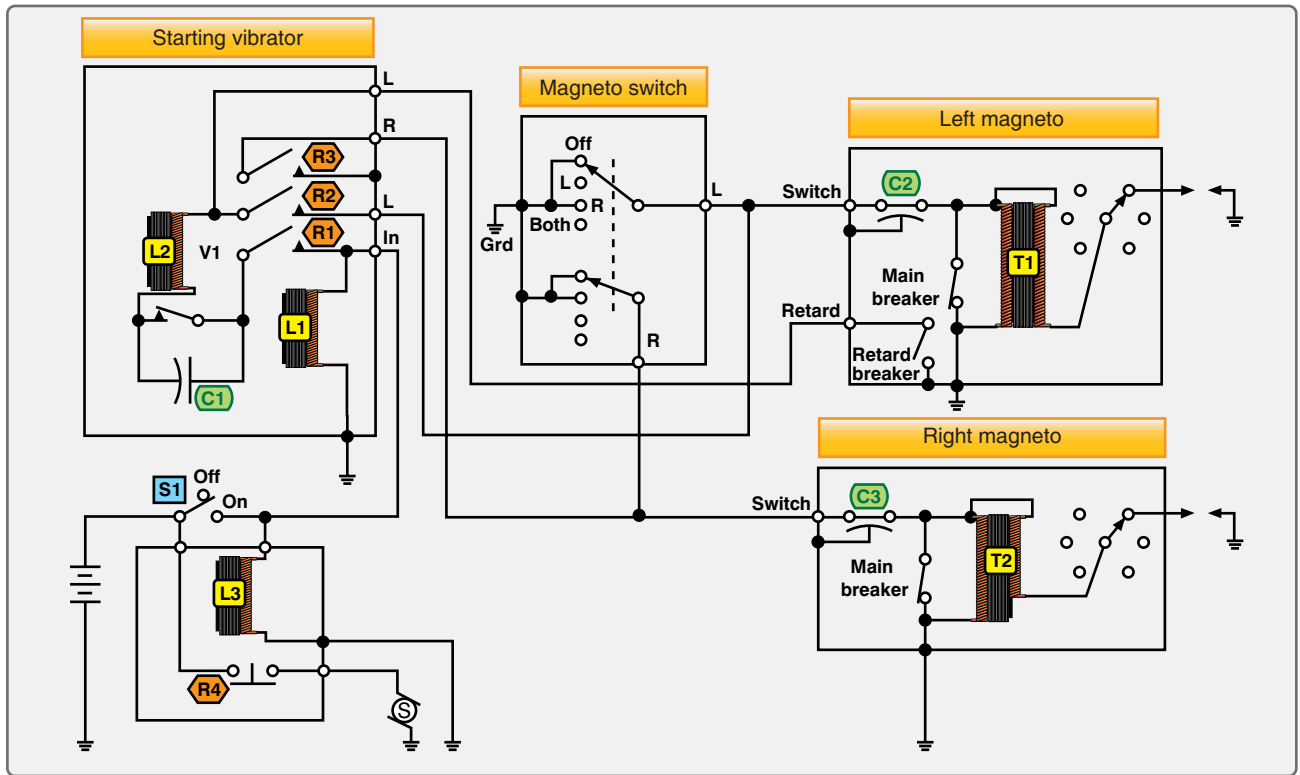 Starting vibrator
L
R
R3
R2
L
R1
In
L2
V1
L1
C1
Magneto switch
Off
L
R
Both
Grd
L
R
Left magneto
Switch
C2
T1
Main
breaker
Retard
Retard
breaker
Right magneto
Switch
C3
T2
Main
breaker
S1
Off
On
L3
R4
S